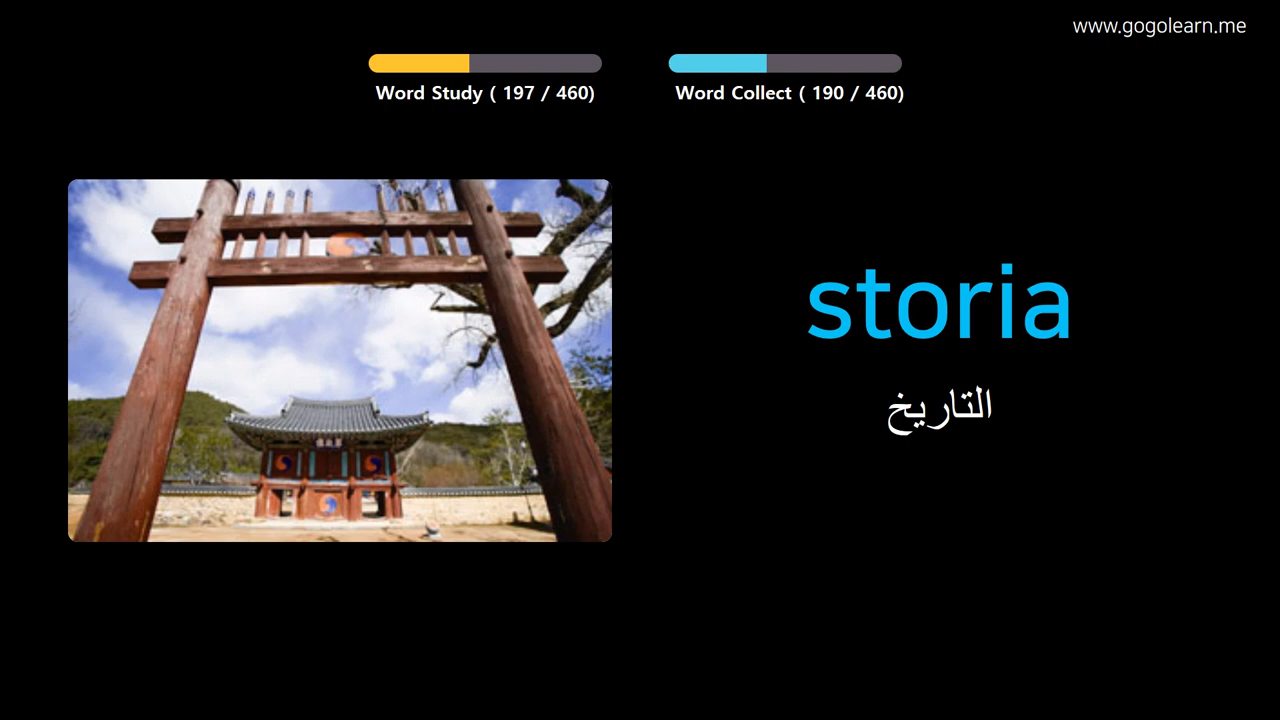 www.gogolearn.me
Word Study ( 197 / 460)
Word Collect ( 190 / 460)
storia
التاريخ